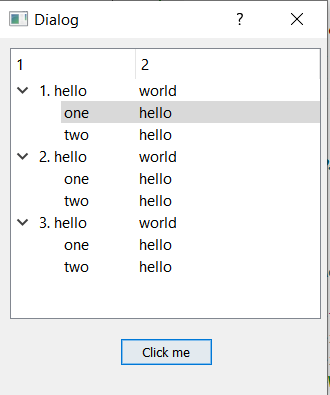 Dialog ?
1 2
1. hello world
one hello
two hello
2. hello world
one hello
two hello
3. hello world
one hello
two hello
Click me